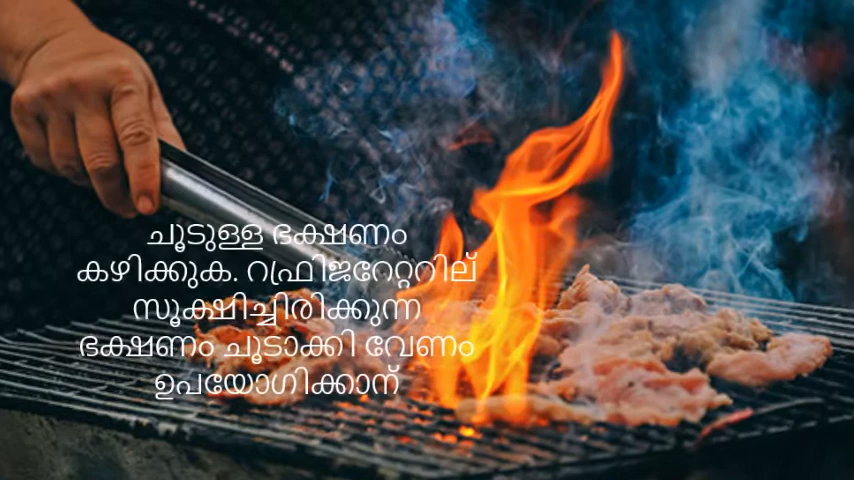 ചൂടുള്ള ഭക്ഷണം
കഴിക്കുക. റഫ്രിജറേറ്ററില്
സൂക്ഷിച്ചിരിക്കുന്ന
ഭക്ഷണം ചൂടാക്കി വേണം
ഉപയോഗിക്കാന്